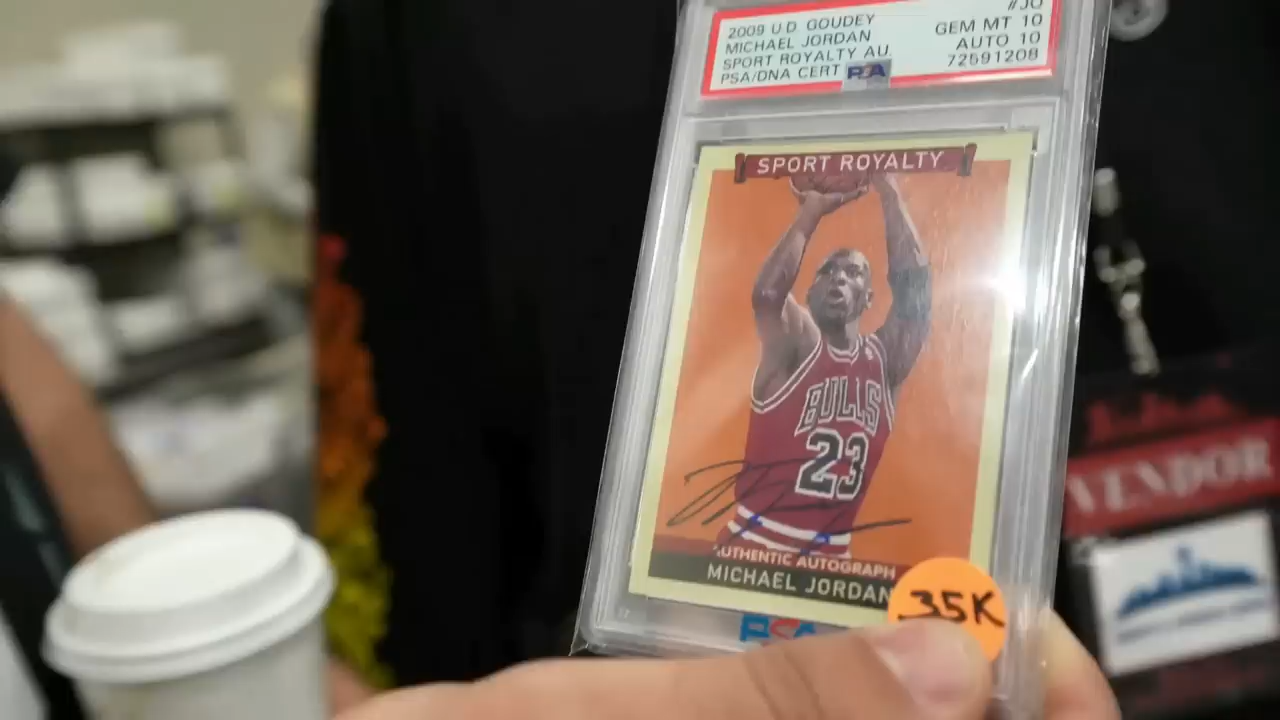 2009 U.D. GOUDEY #JO
MICHAEL JORDAN GEM MT 10
SPORT ROYALTY AU. AUTO 10
PSA/DNA CERT PSA 72591208
SPORT ROYALTY
BULLS
23
AUTHENTIC AUTOGRAPH
MICHAEL JORDAN
35K
PSA
VENDOR